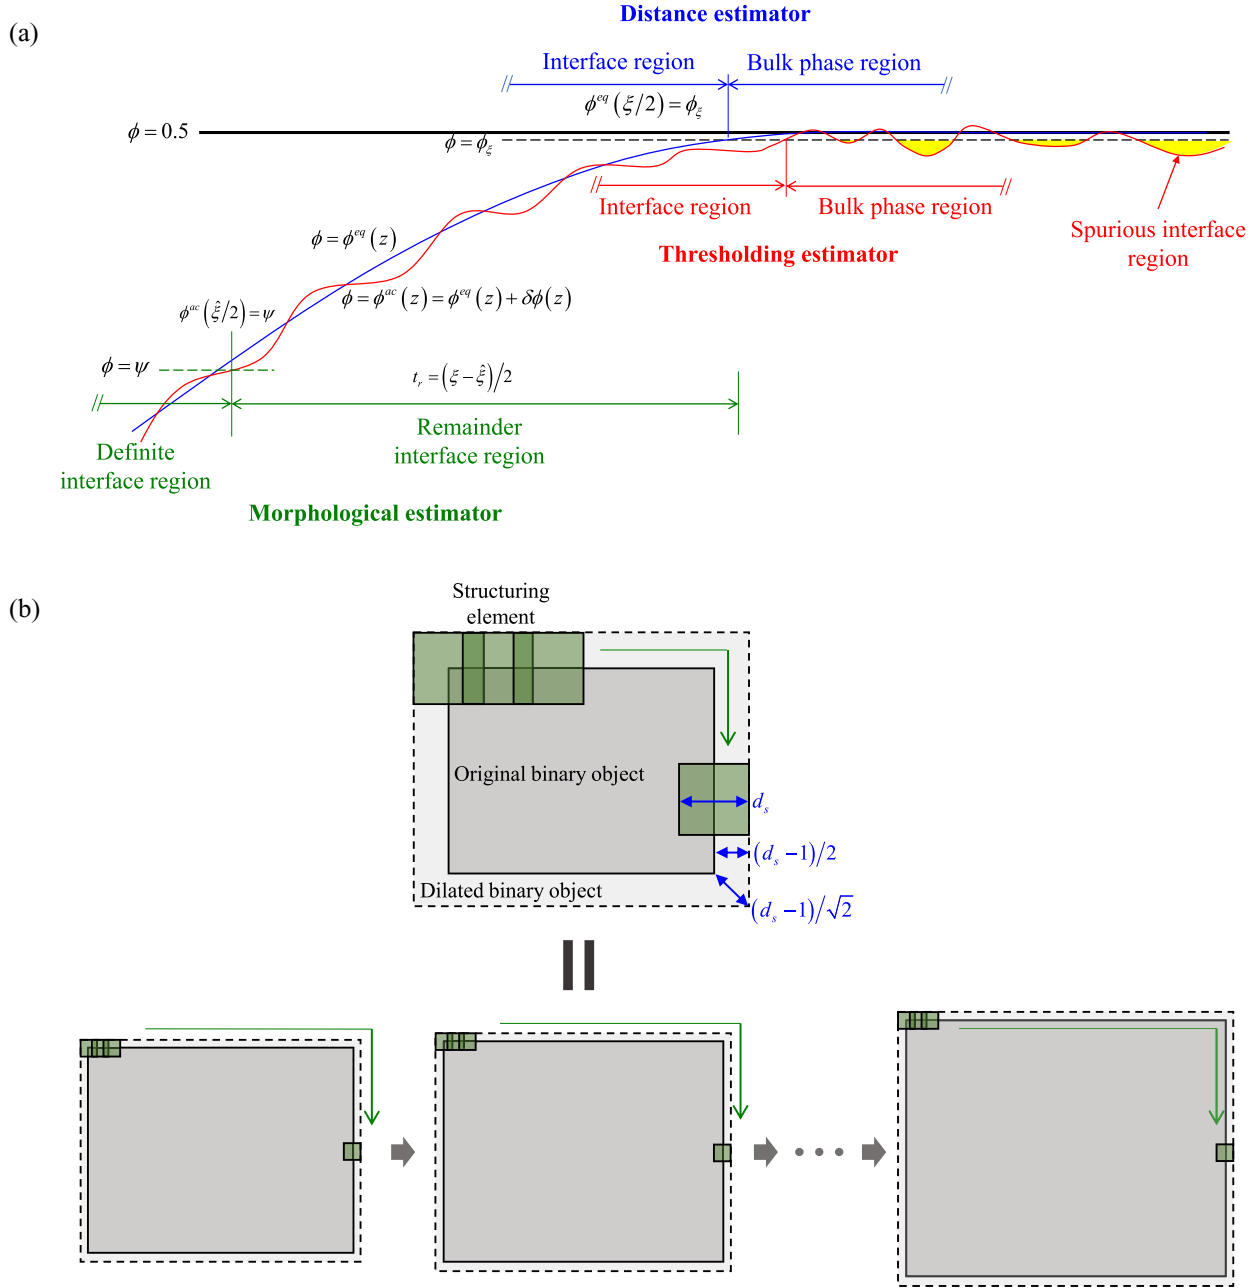 (a)
Distance estimator
Interface region
Bulk phase region
ϕ^{eq}(ξ/2) = ϕ_ξ
ϕ = 0.5
ϕ = ϕ_ξ
Interface region
Bulk phase region
Spurious interface
region
Thresholding estimator
ϕ = ϕ^{eq}(z)
ϕ = ϕ^{ac}(z) = ϕ^{eq}(z) + δϕ(z)
ϕ^{ac}(ξ̂/2) = ψ
ϕ = ψ
t_r = (ξ − ξ̂)/2
Definite
interface region
Remainder
interface region
Morphological estimator
(b)
Structuring
element
Original binary object
d_s
(d_s − 1)/2
Dilated binary object
(d_s − 1)/√2